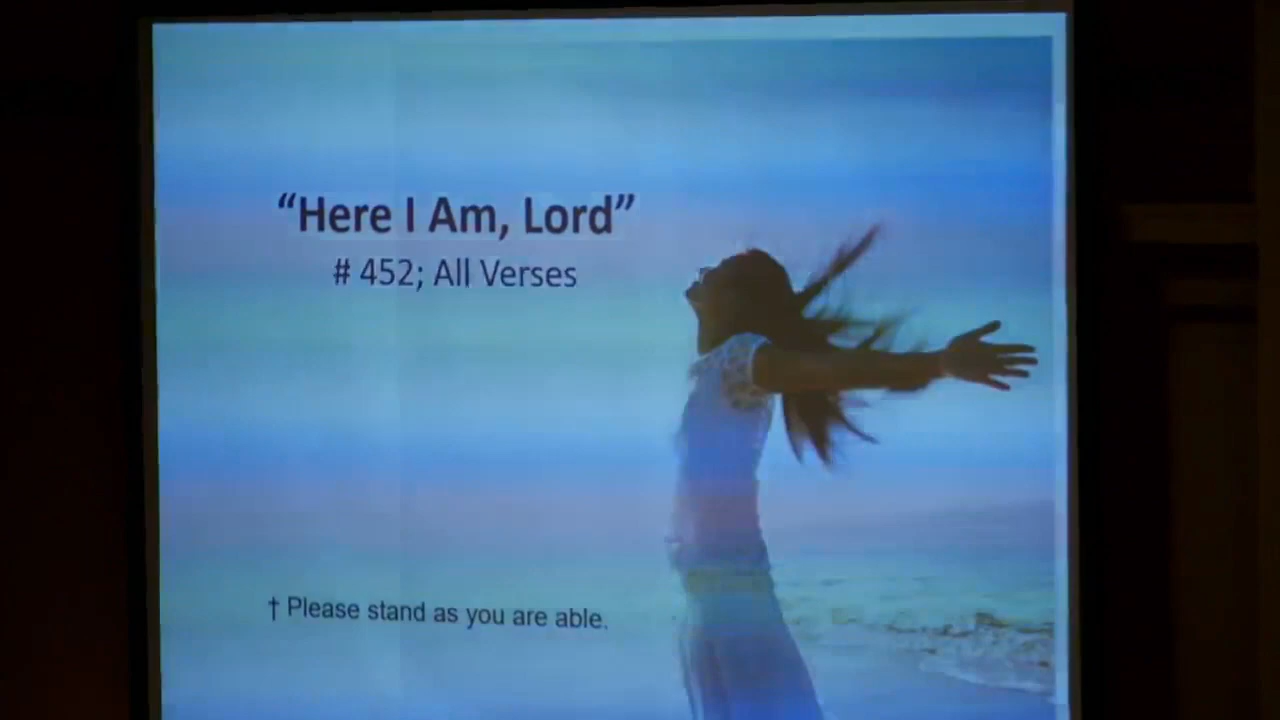 “Here I Am, Lord”
# 452; All Verses
† Please stand as you are able.